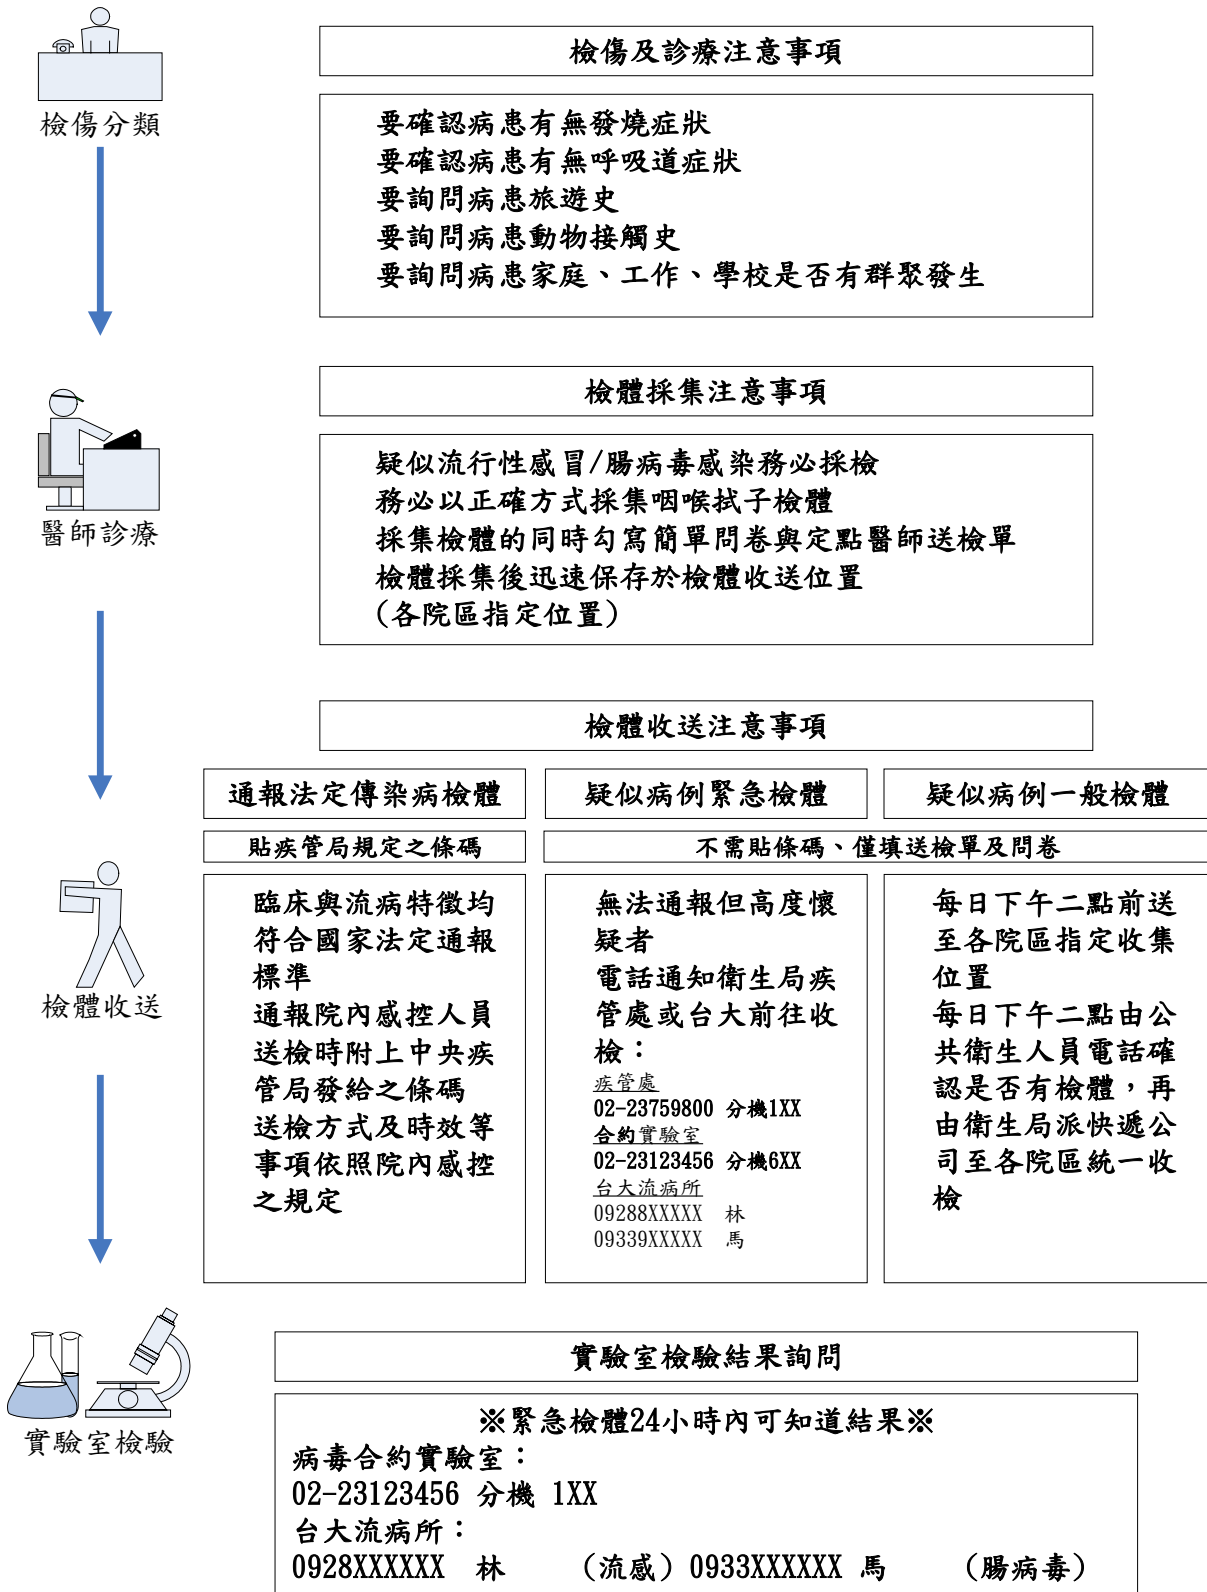 檢傷分類
檢傷及診療注意事項
要確認病患有無發燒症狀
要確認病患有無呼吸道症狀
要詢問病患旅遊史
要詢問病患動物接觸史
要詢問病患家庭、工作、學校是否有群聚發生
醫師診療
檢體採集注意事項
疑似流行性感冒/腸病毒感染務必採檢
務必以正確方式採集咽喉拭子檢體
採集檢體的同時勾寫簡單問卷與定點醫師送檢單
檢體採集後迅速保存於檢體收送位置
(各院區指定位置)
檢體收送
檢體收送注意事項
通報法定傳染病檢體
貼疾管局規定之條碼
臨床與流病特徵均
符合國家法定通報
標準
通報院內感控人員
送檢時附上中央疾
管局發給之條碼
送檢方式及時效等
事項依照院內感控
之規定
疑似病例緊急檢體
疑似病例一般檢體
不需貼條碼、僅填送檢單及問卷
無法通報但高度懷
疑者
電話通知衛生局疾
管處或台大前往收
檢：
疾管處
02-23759800 分機1XX
合約實驗室
02-23123456 分機6XX
台大流病所
09288XXXXX 林
09339XXXXX 馬
每日下午二點前送
至各院區指定收集
位置
每日下午二點由公
共衛生人員電話確
認是否有檢體，再
由衛生局派快遞公
司至各院區統一收
檢
實驗室檢驗
實驗室檢驗結果詢問
※緊急檢體24小時內可知道結果※
病毒合約實驗室：
02-23123456 分機 1XX
台大流病所：
0928XXXXXX 林 (流感) 0933XXXXXX 馬 (腸病毒)